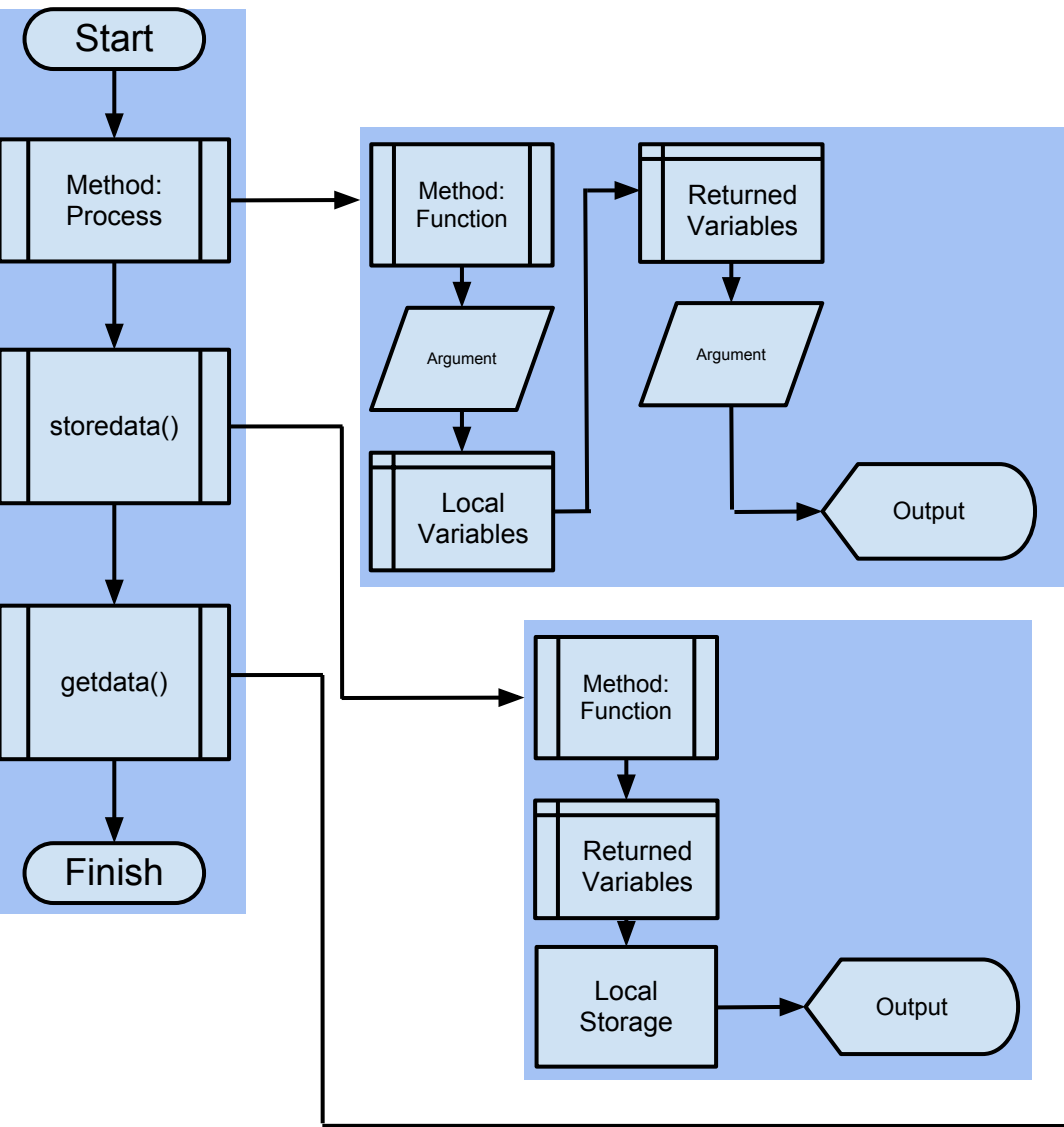 Start
Method:
Process
storedata()
getdata()
Finish
Method:
Function
Argument
Local
Variables
Returned
Variables
Argument
Output
Method:
Function
Returned
Variables
Local
Storage
Output